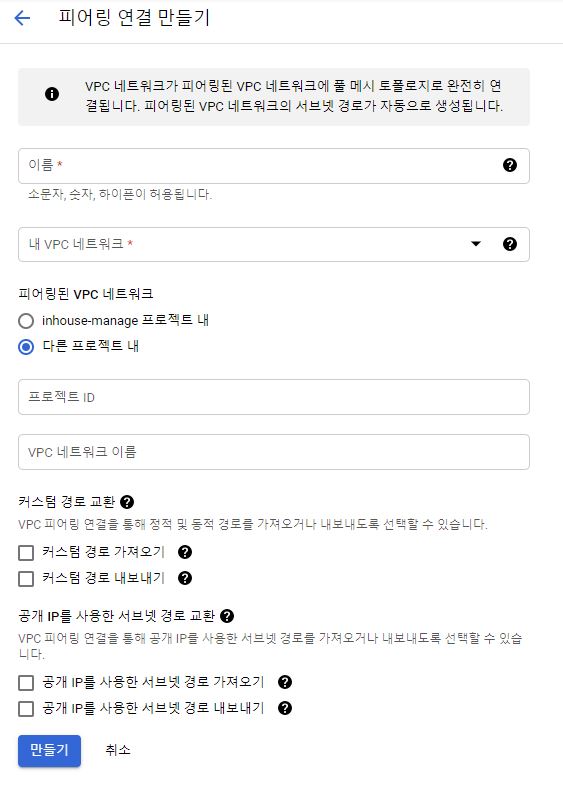 피어링 연결 만들기
VPC 네트워크가 피어링된 VPC 네트워크에 풀 메시 토폴로지로 완전히 연
결됩니다. 피어링된 VPC 네트워크의 서브넷 경로가 자동으로 생성됩니다.
이름 *
소문자, 숫자, 하이픈이 허용됩니다.
내 VPC 네트워크 *
피어링된 VPC 네트워크
inhouse-manage 프로젝트 내
다른 프로젝트 내
프로젝트 ID
VPC 네트워크 이름
커스텀 경로 교환
VPC 피어링 연결을 통해 정적 및 동적 경로를 가져오거나 내보내도록 선택할 수 있습니다.
커스텀 경로 가져오기
커스텀 경로 내보내기
공개 IP를 사용한 서브넷 경로 교환
VPC 피어링 연결을 통해 공개 IP를 사용한 서브넷 경로를 가져오거나 내보내도록 선택할 수 있습
니다.
공개 IP를 사용한 서브넷 경로 가져오기
공개 IP를 사용한 서브넷 경로 내보내기
만들기 취소